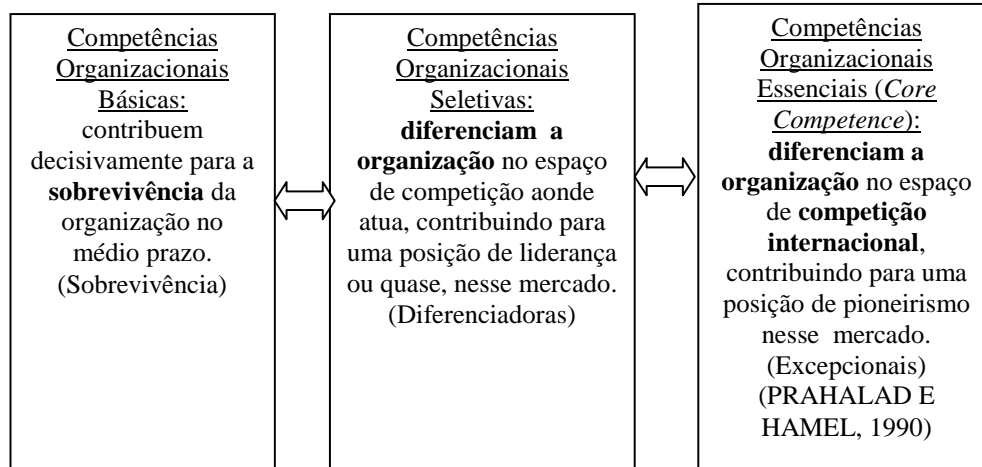 Competências
Organizacionais
Básicas:
contribuem
decisivamente para a
sobrevivência da
organização no
médio prazo.
(Sobrevivência)
Competências
Organizacionais
Seletivas:
diferenciam a
organização no espaço
de competição aonde
atua, contribuindo para
uma posição de liderança
ou quase, nesse mercado.
(Diferenciadoras)
Competências
Organizacionais
Essenciais (Core
Competence):
diferenciam a
organização no espaço
de competição
internacional,
contribuindo para uma
posição de pioneirismo
nesse mercado.
(Excepcionais)
(PRAHALAD E
HAMEL, 1990)